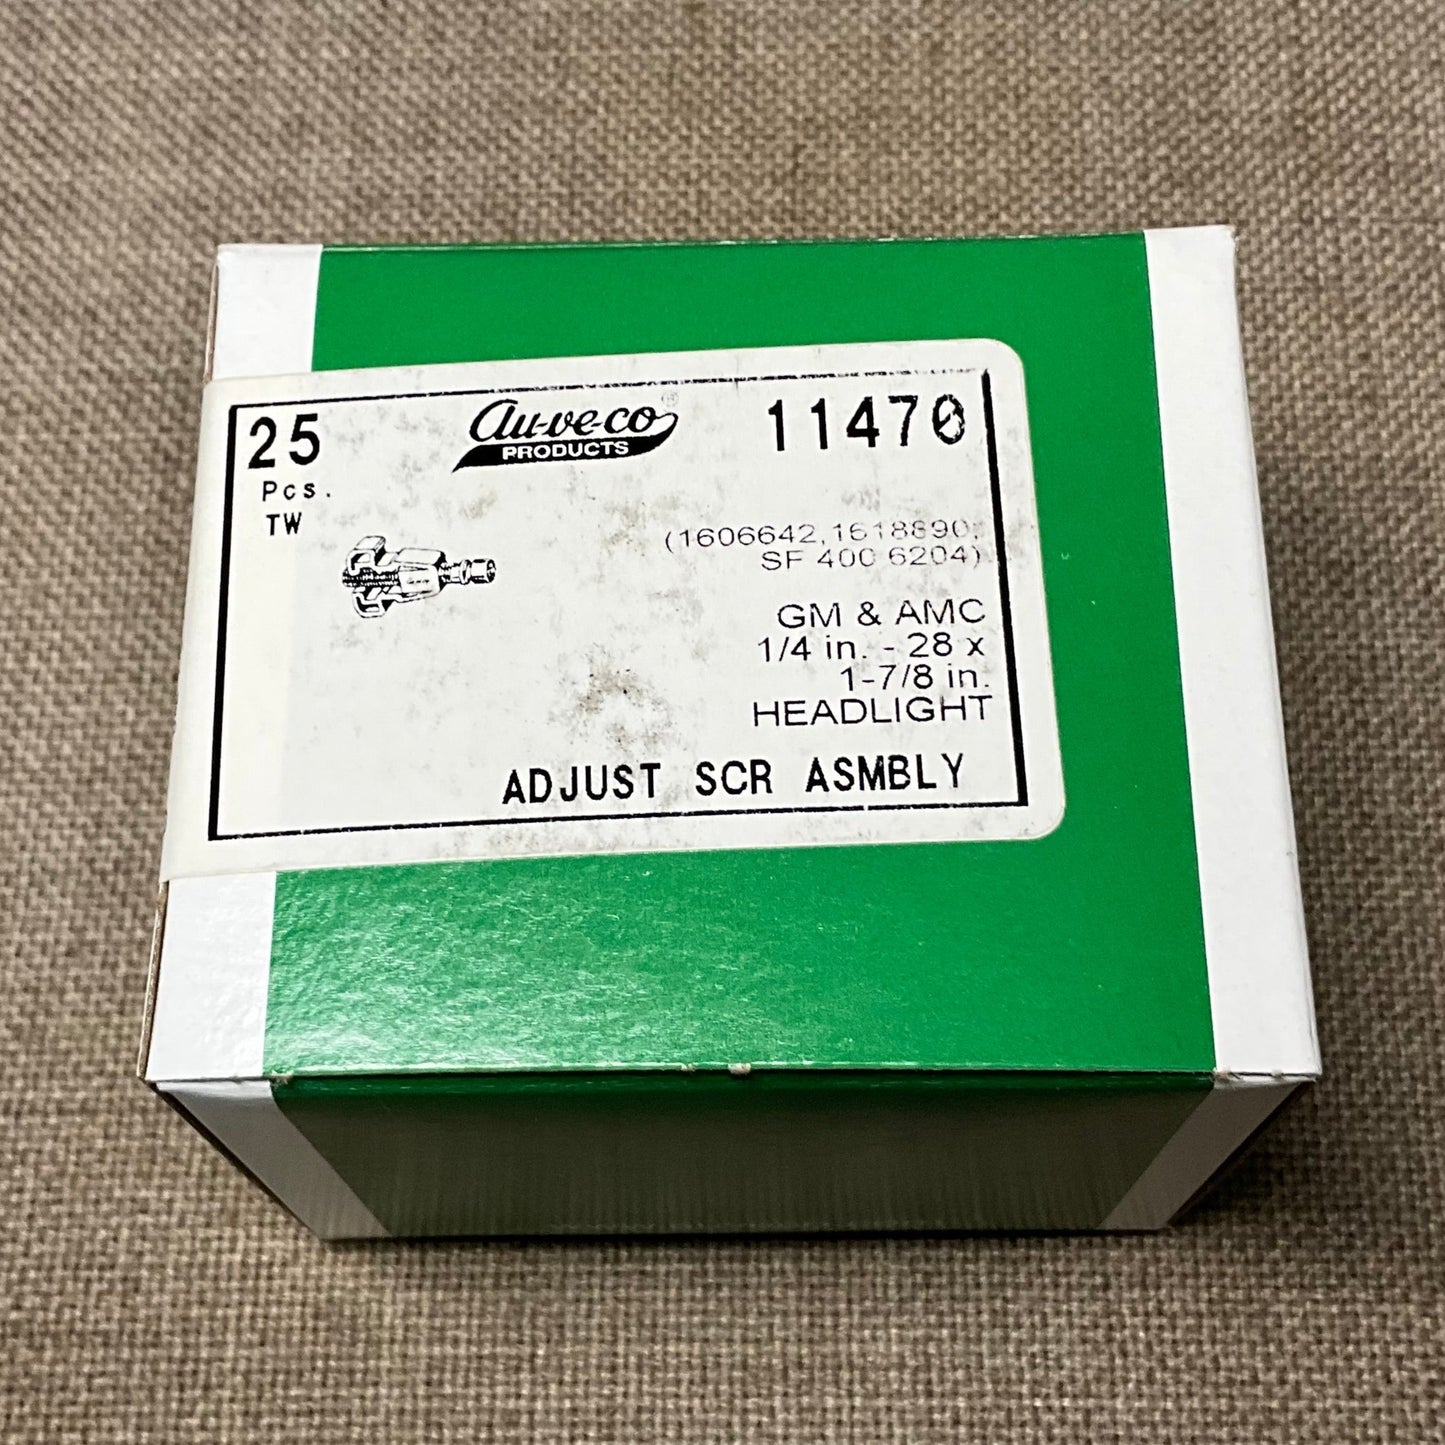 25
Pcs.
TW
au-ve-co®
PRODUCTS
11470
(1606642,1618890,
SF 400 6204)
GM & AMC
1/4 in. - 28 x
1-7/8 in.
HEADLIGHT
ADJUST SCR ASMBLY